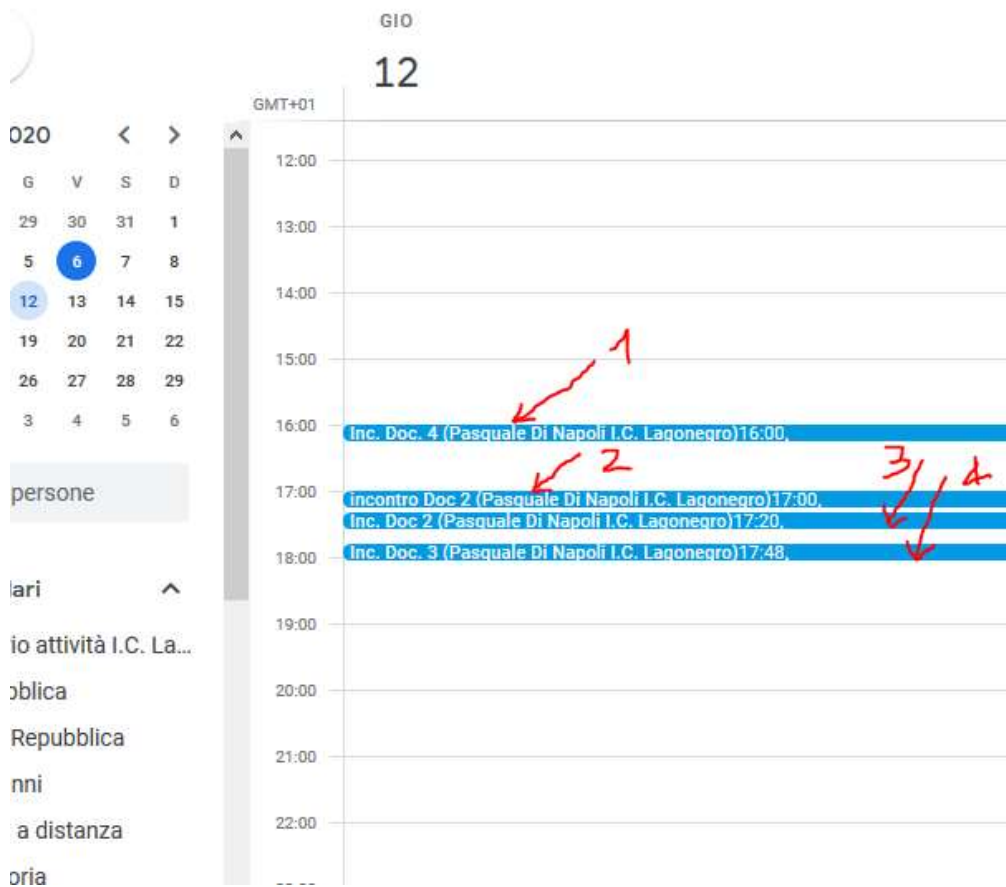 GIO
12
GMT+01
020
G V S D
29 30 31 1
5 6 7 8
12 13 14 15
19 20 21 22
26 27 28 29
3 4 5 6
persone
lari
io attività I.C. La...
bblica
Repubblica
nni
a distanza
oria
12:00
13:00
14:00
15:00
1
16:00
Inc. Doc. 4 (Pasquale Di Napoli I.C. Lagonegro)16:00,
2
3
4
17:00
incontro Doc 2 (Pasquale Di Napoli I.C. Lagonegro)17:00,
Inc. Doc 2 (Pasquale Di Napoli I.C. Lagonegro)17:20,
Inc. Doc. 3 (Pasquale Di Napoli I.C. Lagonegro)17:48,
18:00
19:00
20:00
21:00
22:00